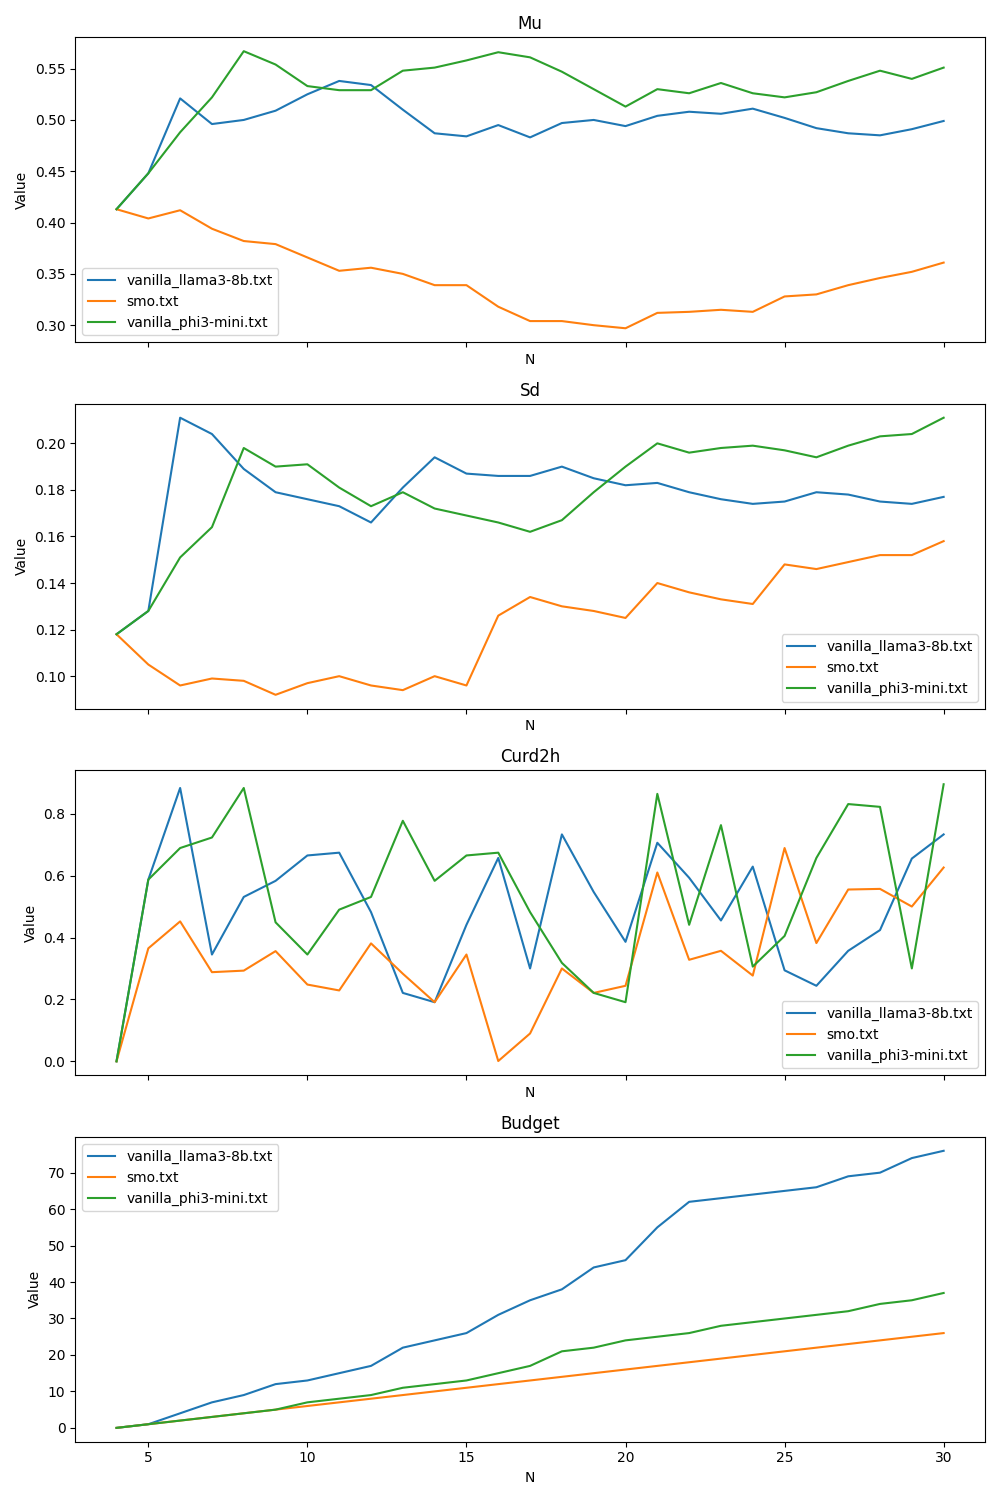 Mu
0.55
0.50
0.45
0.40
0.35
0.30
Value
vanilla_llama3-8b.txt
smo.txt
vanilla_phi3-mini.txt
N
Sd
0.20
0.18
0.16
0.14
0.12
0.10
Value
vanilla_llama3-8b.txt
smo.txt
vanilla_phi3-mini.txt
N
Curd2h
0.8
0.6
0.4
0.2
0.0
Value
vanilla_llama3-8b.txt
smo.txt
vanilla_phi3-mini.txt
N
Budget
vanilla_llama3-8b.txt
smo.txt
vanilla_phi3-mini.txt
70
60
50
40
30
20
10
0
Value
5 10 15 20 25 30
N